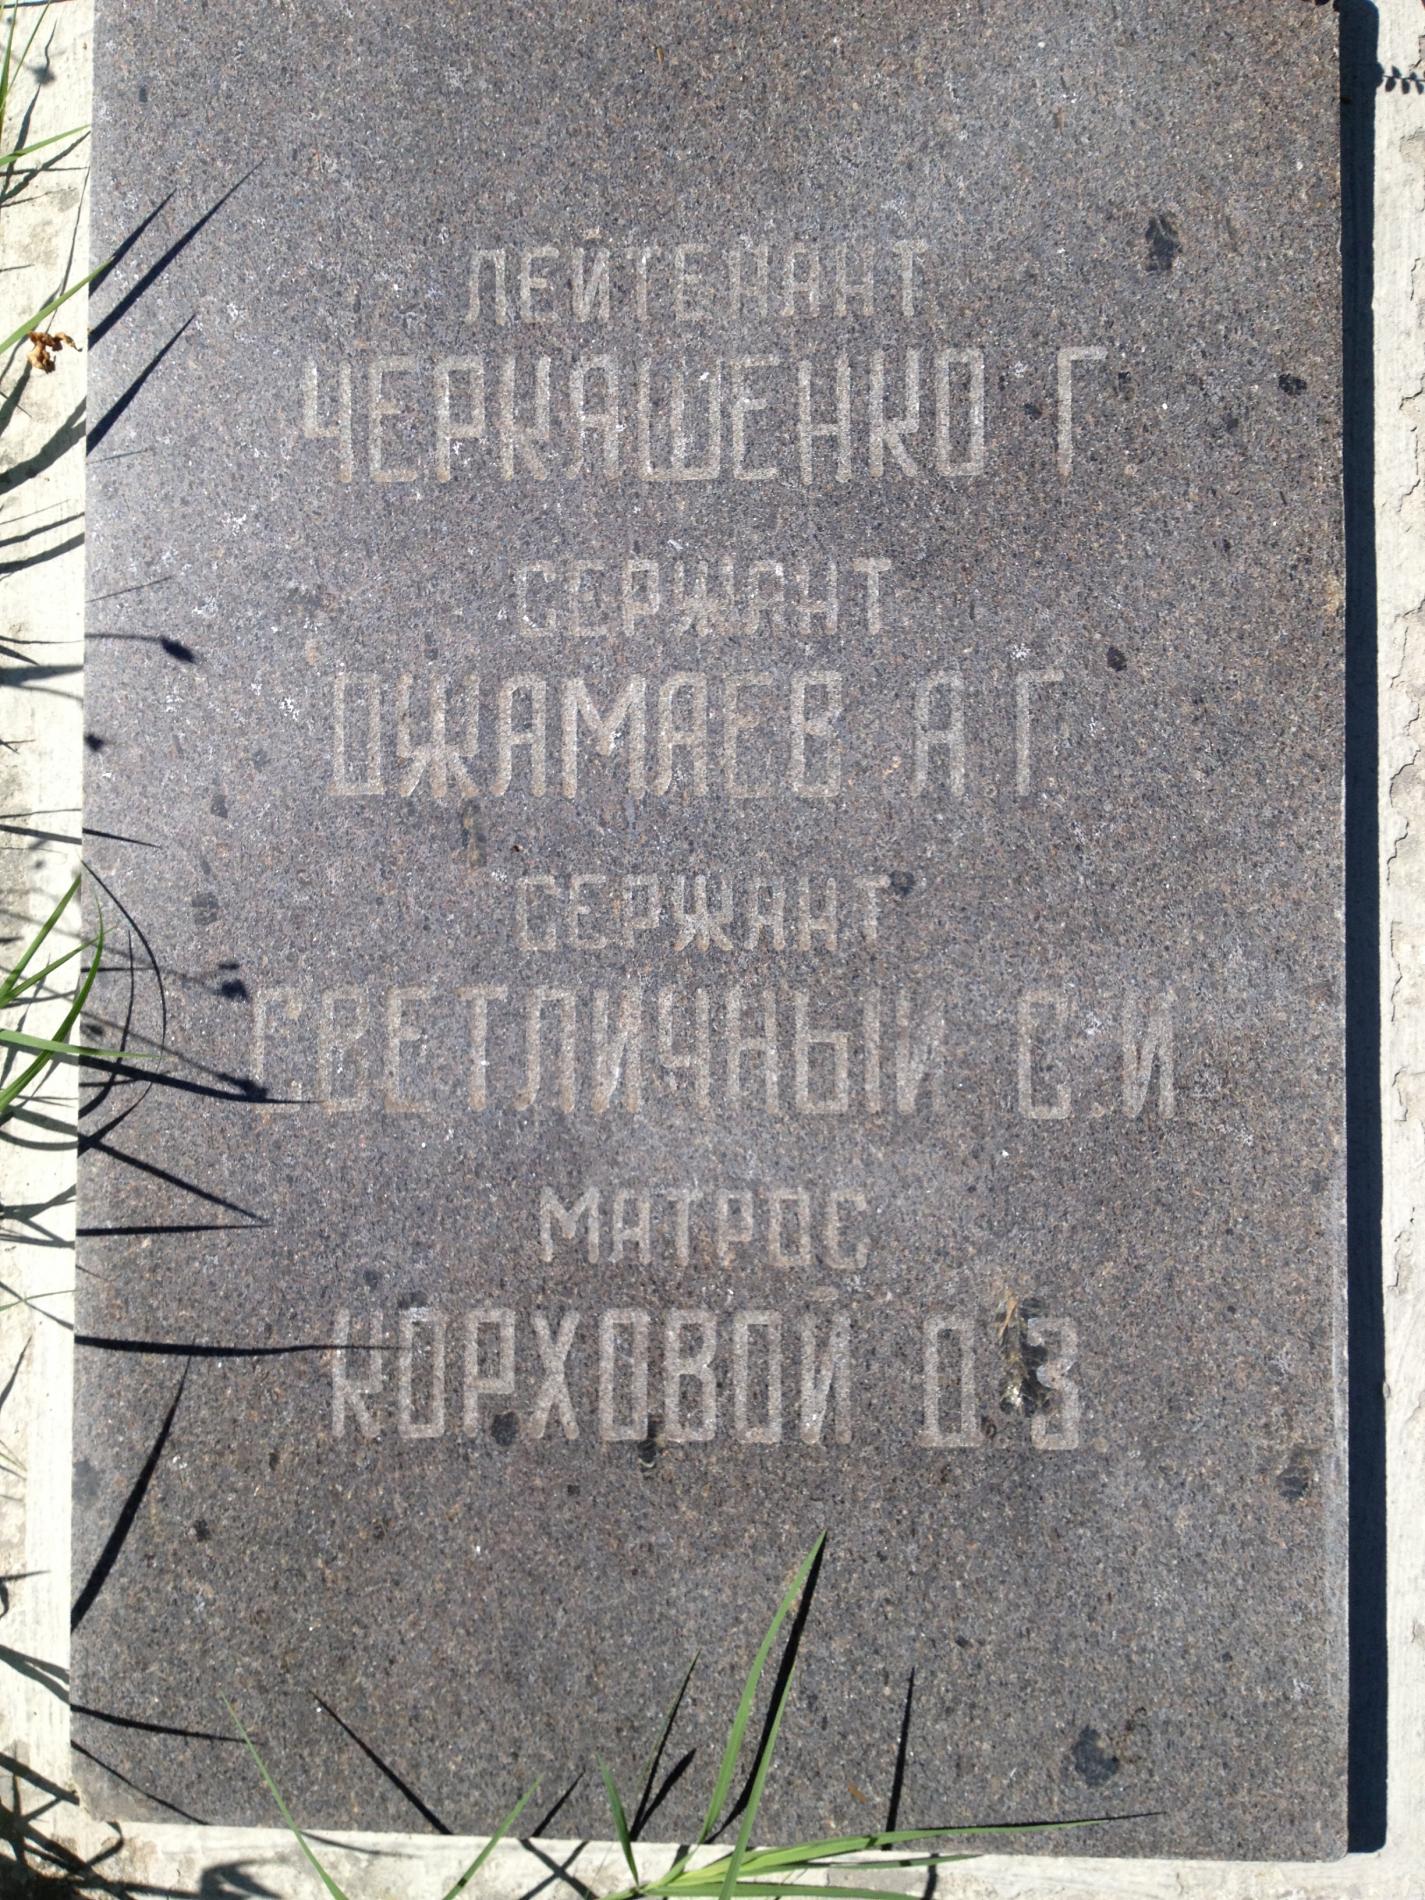 ЛЕЙТЕНАНТ
ЧЕРКАШЕНКО Г.
СЕРЖАНТ
ДЖАМАЕВ А.Г.
СЕРЖАНТ
СВЕТЛИЧНЫЙ С.И.
МАТРОС
КОРХОВОЙ Д.З.